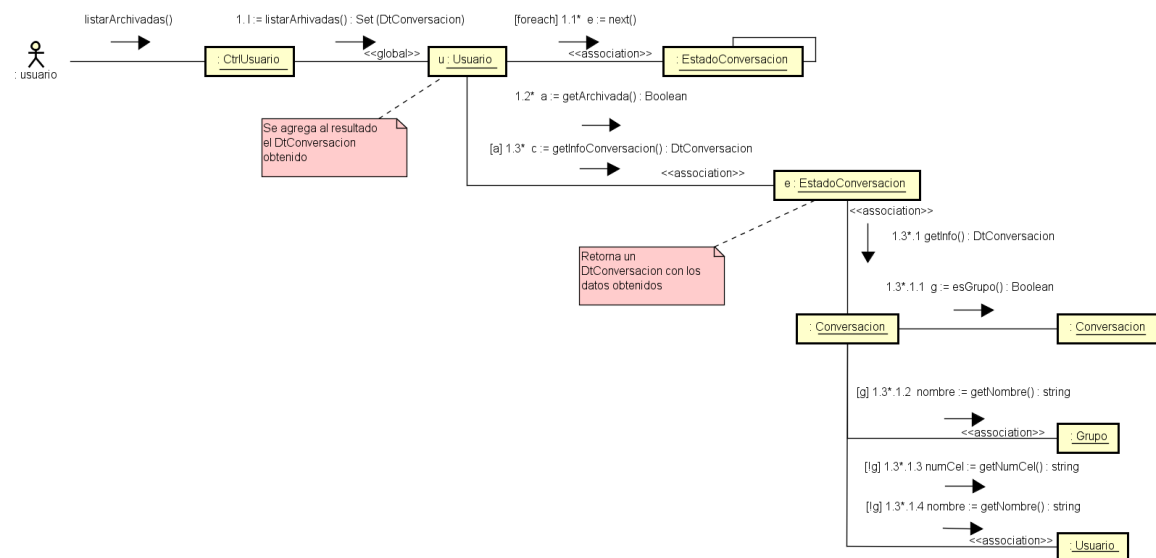 listarArchivadas()
1. l := listarArhivadas() : Set (DtConversacion)
[foreach] 1.1* e := next()
<<global>>
<<association>>
: usuario
: CtrlUsuario
u : Usuario
: EstadoConversacion
1.2* a := getArchivada() : Boolean
Se agrega al resultado
el DtConversacion
obtenido
[a] 1.3* c := getInfoConversacion() : DtConversacion
<<association>>
e : EstadoConversacion
<<association>>
1.3*.1 getInfo() : DtConversacion
Retorna un
DtConversacion con los
datos obtenidos
1.3*.1.1 g := esGrupo() : Boolean
: Conversacion
: Conversacion
[g] 1.3*.1.2 nombre := getNombre() : string
<<association>>
: Grupo
[!g] 1.3*.1.3 numCel := getNumCel() : string
[!g] 1.3*.1.4 nombre := getNombre() : string
<<association>>
: Usuario